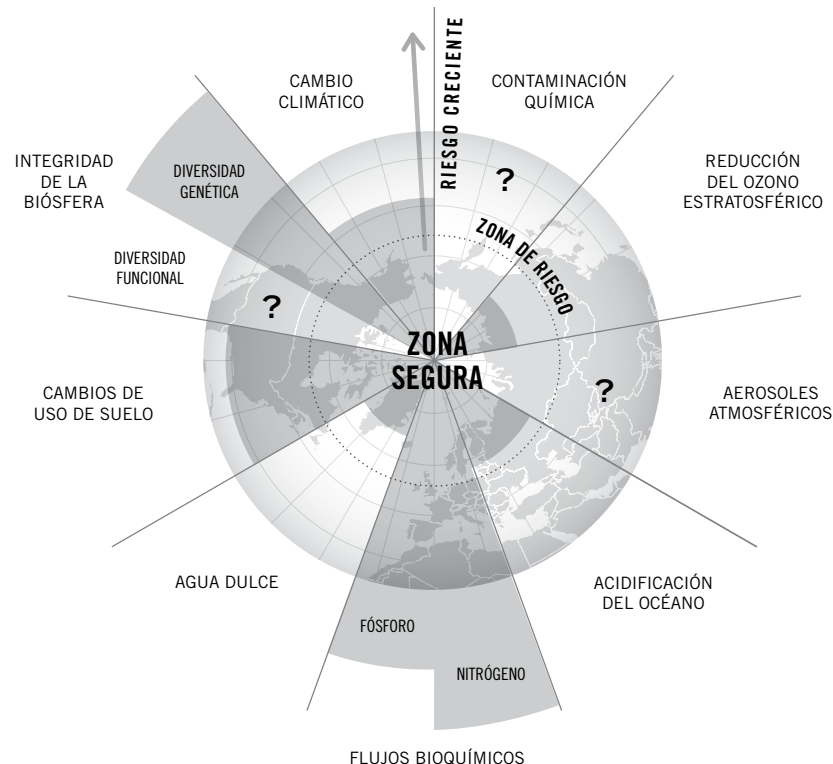 CAMBIO
CLIMÁTICO
RIESGO CRECIENTE
CONTAMINACIÓN
QUÍMICA
?
REDUCCIÓN
DEL OZONO
ESTRATOSFÉRICO
INTEGRIDAD
DE LA
BIÓSFERA
DIVERSIDAD
GENÉTICA
DIVERSIDAD
FUNCIONAL
?
ZONA DE RIESGO
ZONA
SEGURA
CAMBIOS DE
USO DE SUELO
?
AEROSOLES
ATMOSFÉRICOS
AGUA DULCE
ACIDIFICACIÓN
DEL OCÉANO
FÓSFORO
NITRÓGENO
FLUJOS BIOQUÍMICOS